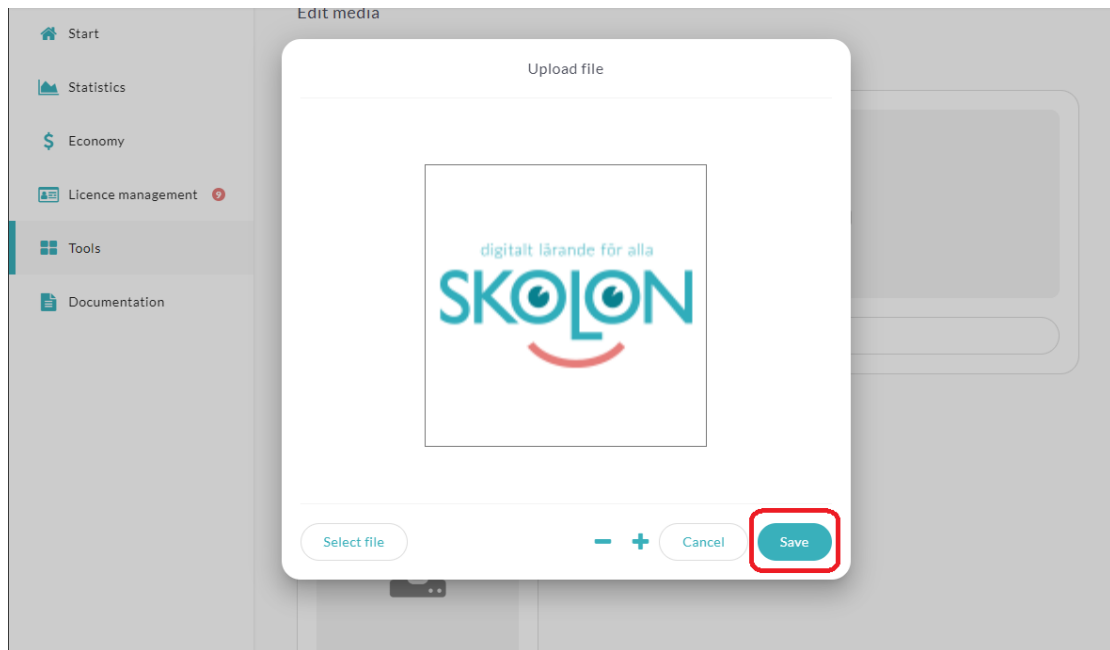 Edit media
Start
Statistics
Economy
Licence management 9
Tools
Documentation
Upload file
digitalt lärande för alla
SKOLON
Select file
Cancel
Save